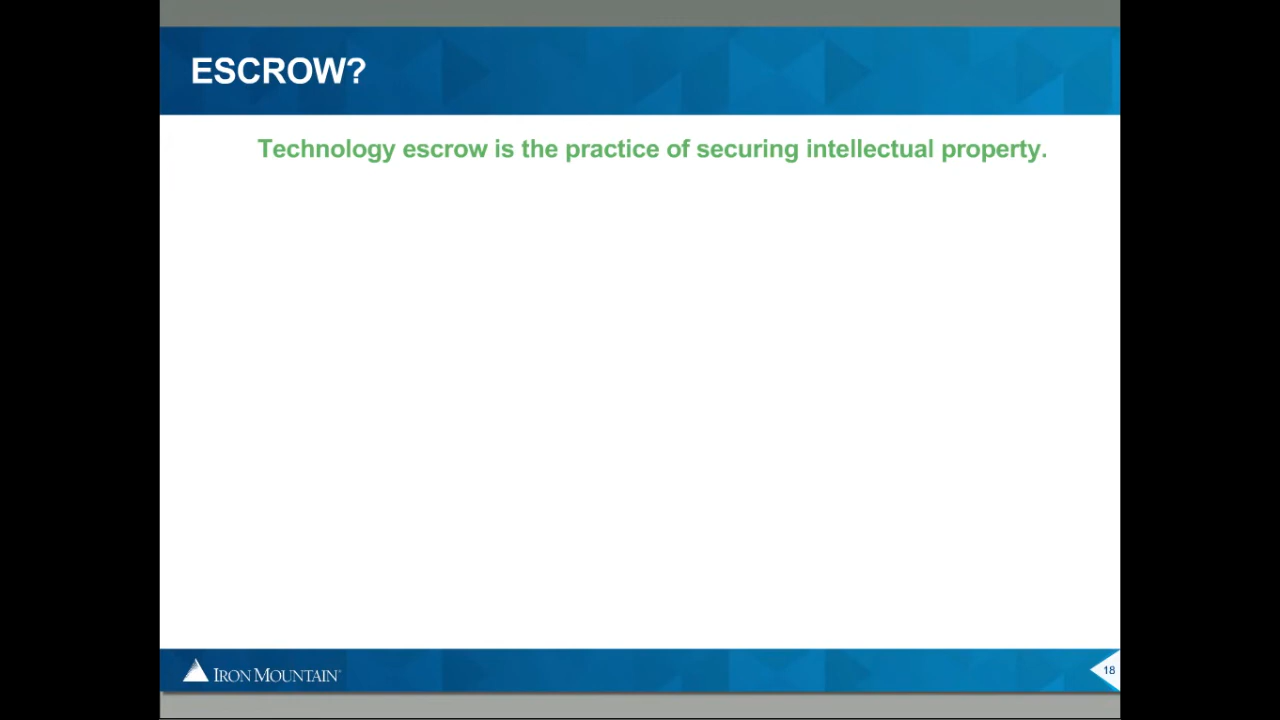 ESCROW?
Technology escrow is the practice of securing intellectual property.
IRON MOUNTAIN®
18